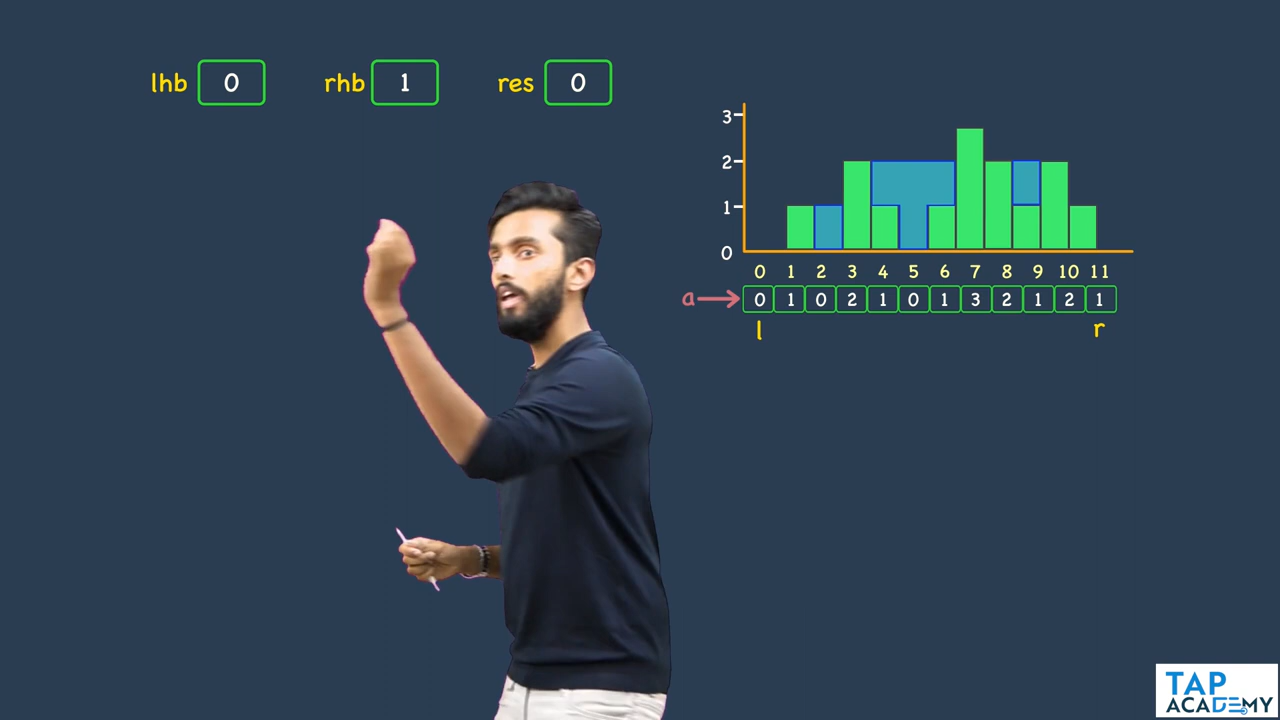 lhb 0 rhb 1 res 0
3
2
1
0
0 1 2 3 4 5 6 7 8 9 10 11
a 0 1 0 2 1 0 1 3 2 1 2 1
l r
TAP
ACADEMY